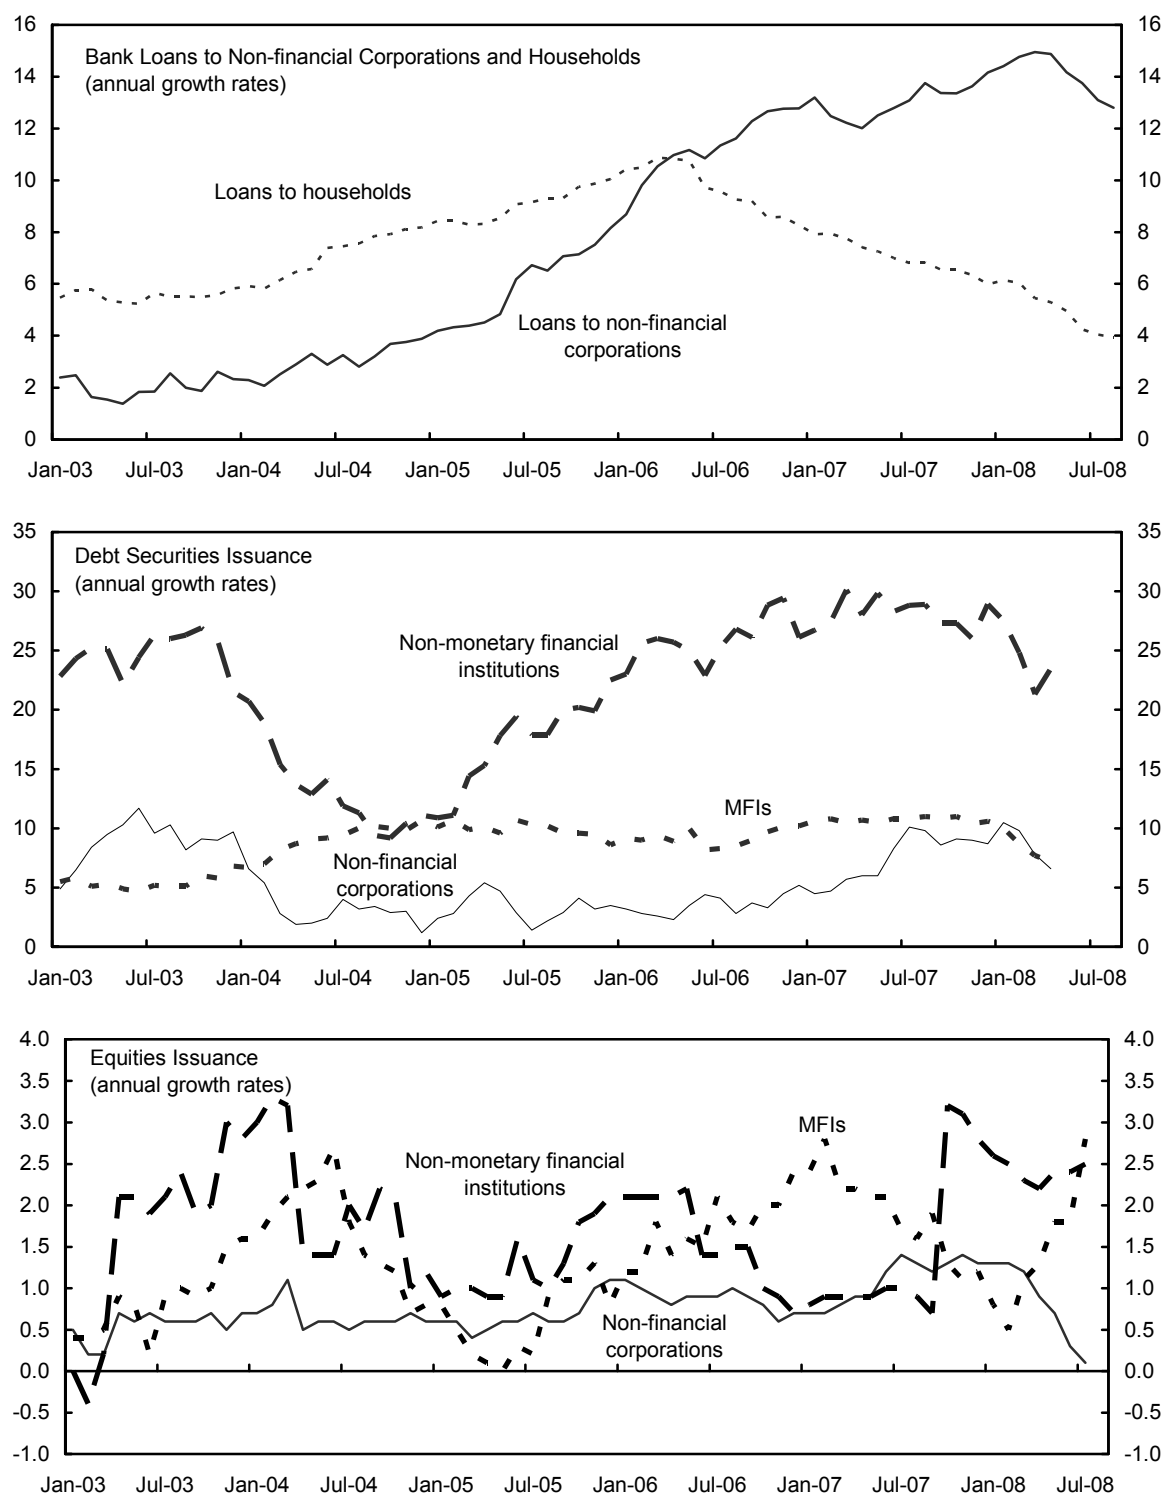 Bank Loans to Non-financial Corporations and Households
(annual growth rates)
Loans to households
Loans to non-financial
corporations
16 16
14 14
12 12
10 10
8 8
6 6
4 4
2 2
0 0
Jan-03 Jul-03 Jan-04 Jul-04 Jan-05 Jul-05 Jan-06 Jul-06 Jan-07 Jul-07 Jan-08 Jul-08
Debt Securities Issuance
(annual growth rates)
Non-monetary financial
institutions
MFIs
Non-financial
corporations
35 35
30 30
25 25
20 20
15 15
10 10
5 5
0 0
Jan-03 Jul-03 Jan-04 Jul-04 Jan-05 Jul-05 Jan-06 Jul-06 Jan-07 Jul-07 Jan-08 Jul-08
Equities Issuance
(annual growth rates)
MFIs
Non-monetary financial
institutions
Non-financial
corporations
4.0 4.0
3.5 3.5
3.0 3.0
2.5 2.5
2.0 2.0
1.5 1.5
1.0 1.0
0.5 0.5
0.0 0.0
-0.5 -0.5
-1.0 -1.0
Jan-03 Jul-03 Jan-04 Jul-04 Jan-05 Jul-05 Jan-06 Jul-06 Jan-07 Jul-07 Jan-08 Jul-08